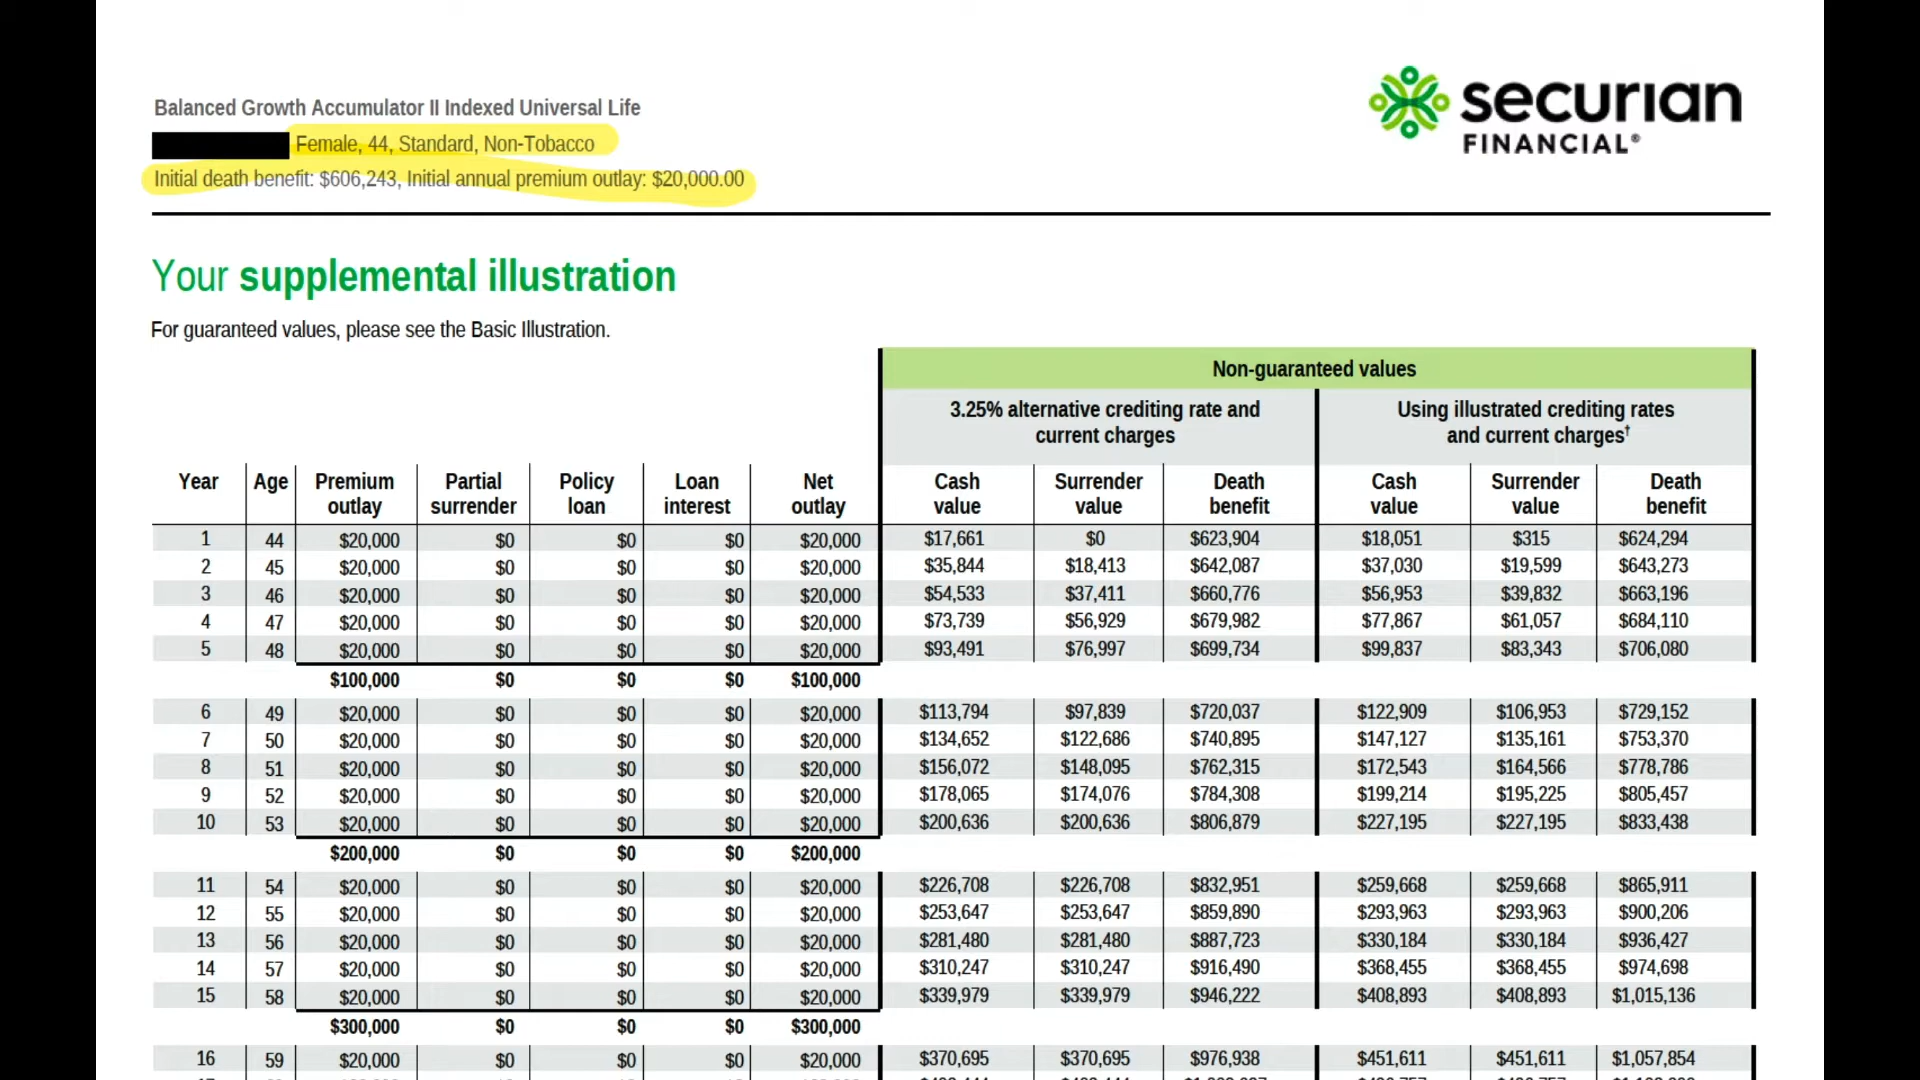 securian
FINANCIAL®
Balanced Growth Accumulator II Indexed Universal Life
Female, 44, Standard, Non-Tobacco
Initial death benefit: $606,243, Initial annual premium outlay: $20,000.00
Your supplemental illustration
For guaranteed values, please see the Basic Illustration.
Non-guaranteed values
3.25% alternative crediting rate and current charges
Using illustrated crediting rates and current charges†
Year Age Premium outlay Partial surrender Policy loan Loan interest Net outlay Cash value Surrender value Death benefit Cash value Surrender value Death benefit
1 44 $20,000 $0 $0 $0 $20,000 $17,661 $0 $623,904 $18,051 $315 $624,294
2 45 $20,000 $0 $0 $0 $20,000 $35,844 $18,413 $642,087 $37,030 $19,599 $643,273
3 46 $20,000 $0 $0 $0 $20,000 $54,533 $37,411 $660,776 $56,953 $39,832 $663,196
4 47 $20,000 $0 $0 $0 $20,000 $73,739 $56,929 $679,982 $77,867 $61,057 $684,110
5 48 $20,000 $0 $0 $0 $20,000 $93,491 $76,997 $699,734 $99,837 $83,343 $706,080
$100,000 $0 $0 $0 $100,000
6 49 $20,000 $0 $0 $0 $20,000 $113,794 $97,839 $720,037 $122,909 $106,953 $729,152
7 50 $20,000 $0 $0 $0 $20,000 $134,652 $122,686 $740,895 $147,127 $135,161 $753,370
8 51 $20,000 $0 $0 $0 $20,000 $156,072 $148,095 $762,315 $172,543 $164,566 $778,786
9 52 $20,000 $0 $0 $0 $20,000 $178,065 $174,076 $784,308 $199,214 $195,225 $805,457
10 53 $20,000 $0 $0 $0 $20,000 $200,636 $200,636 $806,879 $227,195 $227,195 $833,438
$200,000 $0 $0 $0 $200,000
11 54 $20,000 $0 $0 $0 $20,000 $226,708 $226,708 $832,951 $259,668 $259,668 $865,911
12 55 $20,000 $0 $0 $0 $20,000 $253,647 $253,647 $859,890 $293,963 $293,963 $900,206
13 56 $20,000 $0 $0 $0 $20,000 $281,480 $281,480 $887,723 $330,184 $330,184 $936,427
14 57 $20,000 $0 $0 $0 $20,000 $310,247 $310,247 $916,490 $368,455 $368,455 $974,698
15 58 $20,000 $0 $0 $0 $20,000 $339,979 $339,979 $946,222 $408,893 $408,893 $1,015,136
$300,000 $0 $0 $0 $300,000
16 59 $20,000 $0 $0 $0 $20,000 $370,695 $370,695 $976,938 $451,611 $451,611 $1,057,854